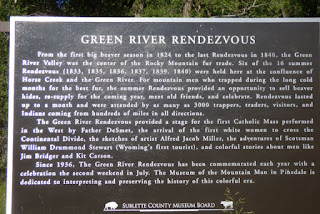 GREEN RIVER RENDEZVOUS
From the first big beaver season in 1824 to the last Rendezvous in 1840, the Green
River Valley was the center of the Rocky Mountain fur trade. Six of the 16 summer
Rendezvous (1833, 1835, 1836, 1837, 1839, 1840) were held here at the confluence of
Horse Creek and the Green River. For mountain men who trapped during the long cold
months for the best fur, the summer Rendezvous provided an opportunity to sell beaver
hides, re-supply for the coming year, meet old friends, and celebrate. Rendezvous lasted
up to a month and were attended by as many as 3000 trappers, traders, visitors, and
Indians coming from hundreds of miles in all directions.
The Green River Rendezvous provided a stage for the first Catholic Mass performed
in the West by Father DeSmet, the arrival of the first white women to cross the
Continental Divide, the sketches of artist Alfred Jacob Miller, the adventures of Scotsman
William Drummond Stewart (Wyoming's first tourist), and colorful stories about men like
Jim Bridger and Kit Carson.
Since 1936, The Green River Rendezvous has been commemorated each year with a
celebration the second weekend in July. The Museum of the Mountain Man in Pinedale is
dedicated to interpreting and preserving the history of this colorful era.
SUBLETTE COUNTY MUSEUM BOARD